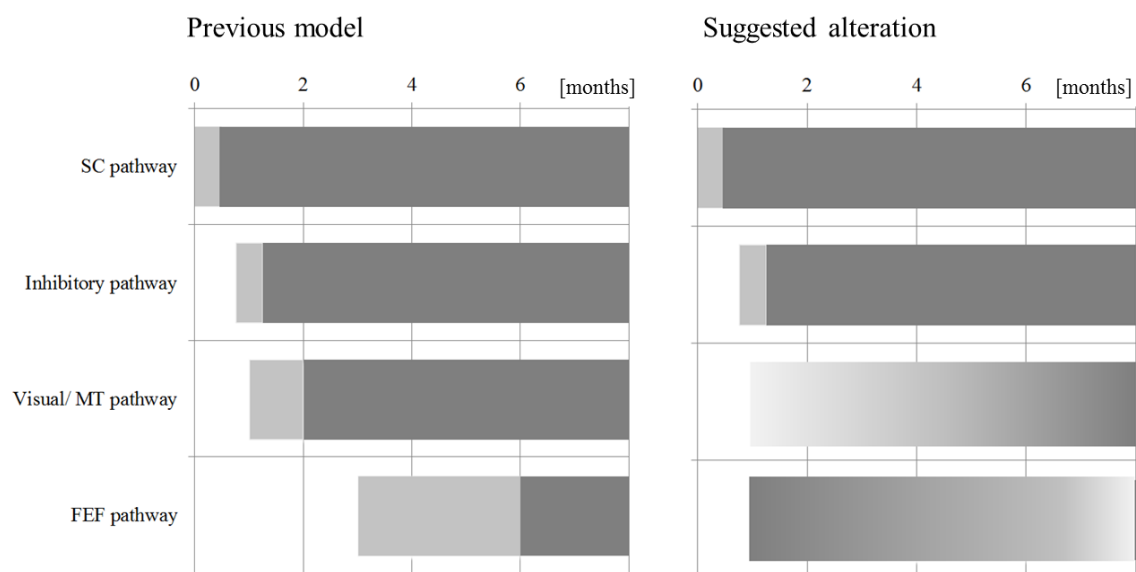 Previous model
Suggested alteration
0 2 4 6 [months]
0 2 4 6 [months]
SC pathway
Inhibitory pathway
Visual/ MT pathway
FEF pathway